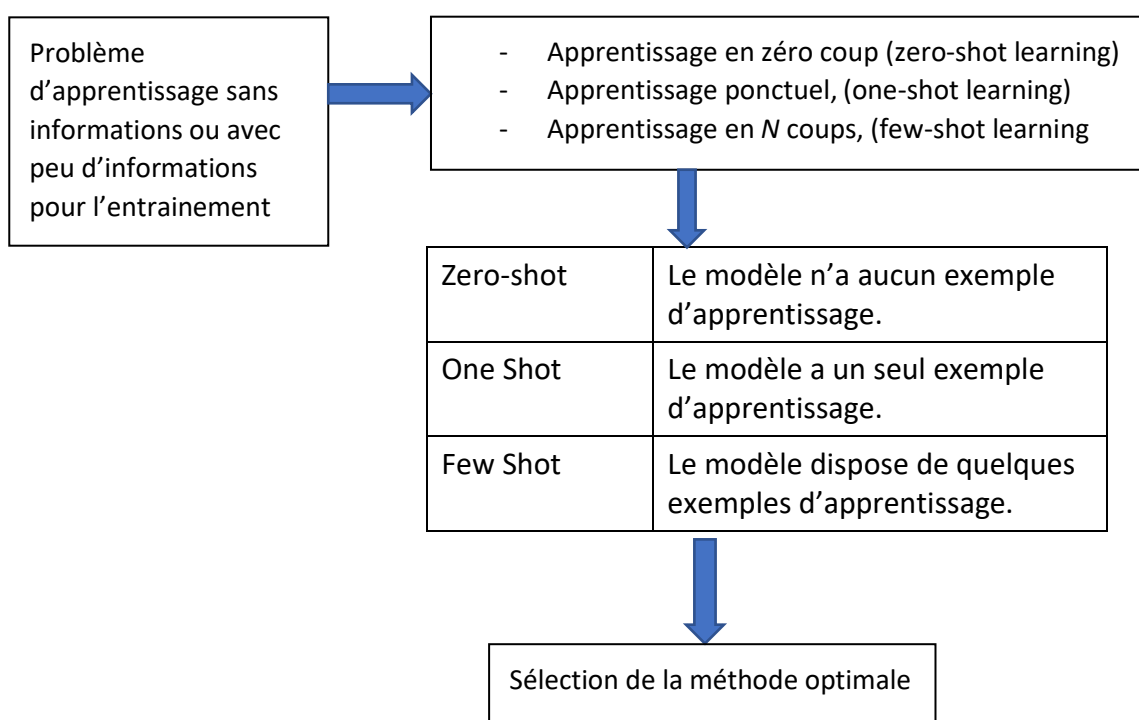 Problème
d’apprentissage sans
informations ou avec
peu d’informations
pour l’entrainement
- Apprentissage en zéro coup (zero-shot learning)
- Apprentissage ponctuel, (one-shot learning)
- Apprentissage en N coups, (few-shot learning
Zero-shot
Le modèle n’a aucun exemple
d’apprentissage.
One Shot
Le modèle a un seul exemple
d’apprentissage.
Few Shot
Le modèle dispose de quelques
exemples d’apprentissage.
Sélection de la méthode optimale